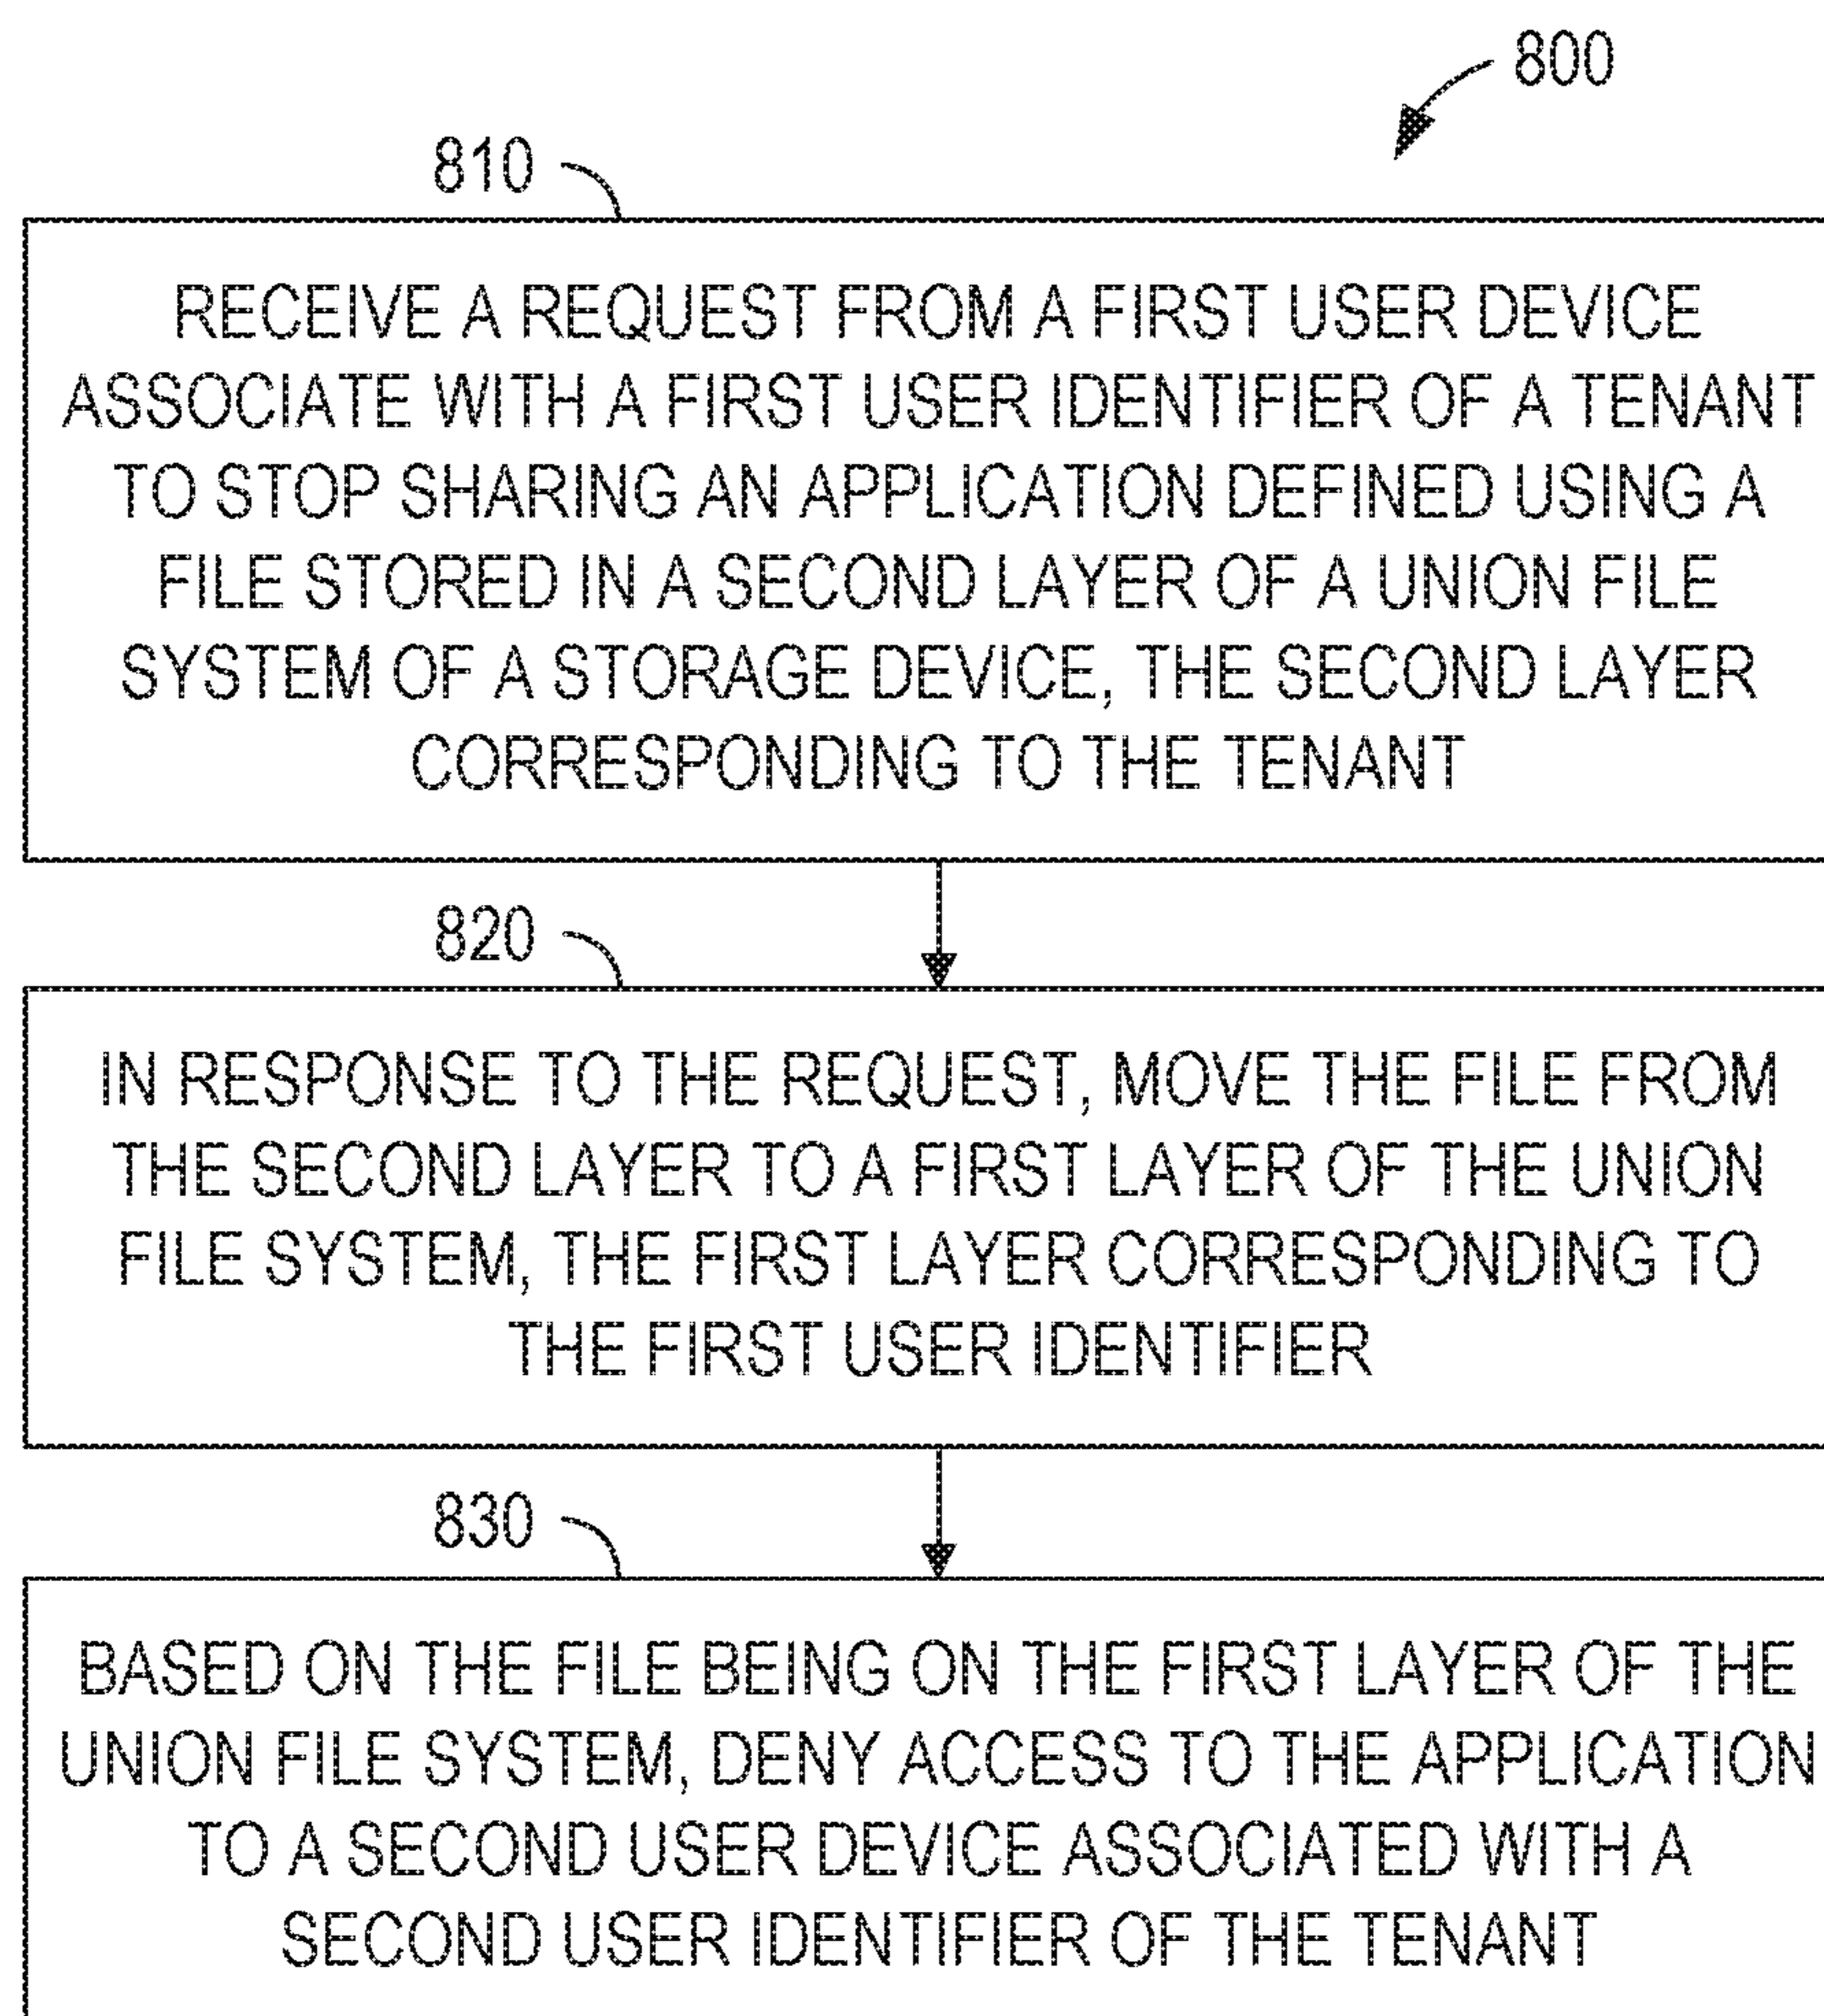 800
810
RECEIVE A REQUEST FROM A FIRST USER DEVICE
ASSOCIATE WITH A FIRST USER IDENTIFIER OF A TENANT
TO STOP SHARING AN APPLICATION DEFINED USING A
FILE STORED IN A SECOND LAYER OF A UNION FILE
SYSTEM OF A STORAGE DEVICE, THE SECOND LAYER
CORRESPONDING TO THE TENANT
820
IN RESPONSE TO THE REQUEST, MOVE THE FILE FROM
THE SECOND LAYER TO A FIRST LAYER OF THE UNION
FILE SYSTEM, THE FIRST LAYER CORRESPONDING TO
THE FIRST USER IDENTIFIER
830
BASED ON THE FILE BEING ON THE FIRST LAYER OF THE
UNION FILE SYSTEM, DENY ACCESS TO THE APPLICATION
TO A SECOND USER DEVICE ASSOCIATED WITH A
SECOND USER IDENTIFIER OF THE TENANT